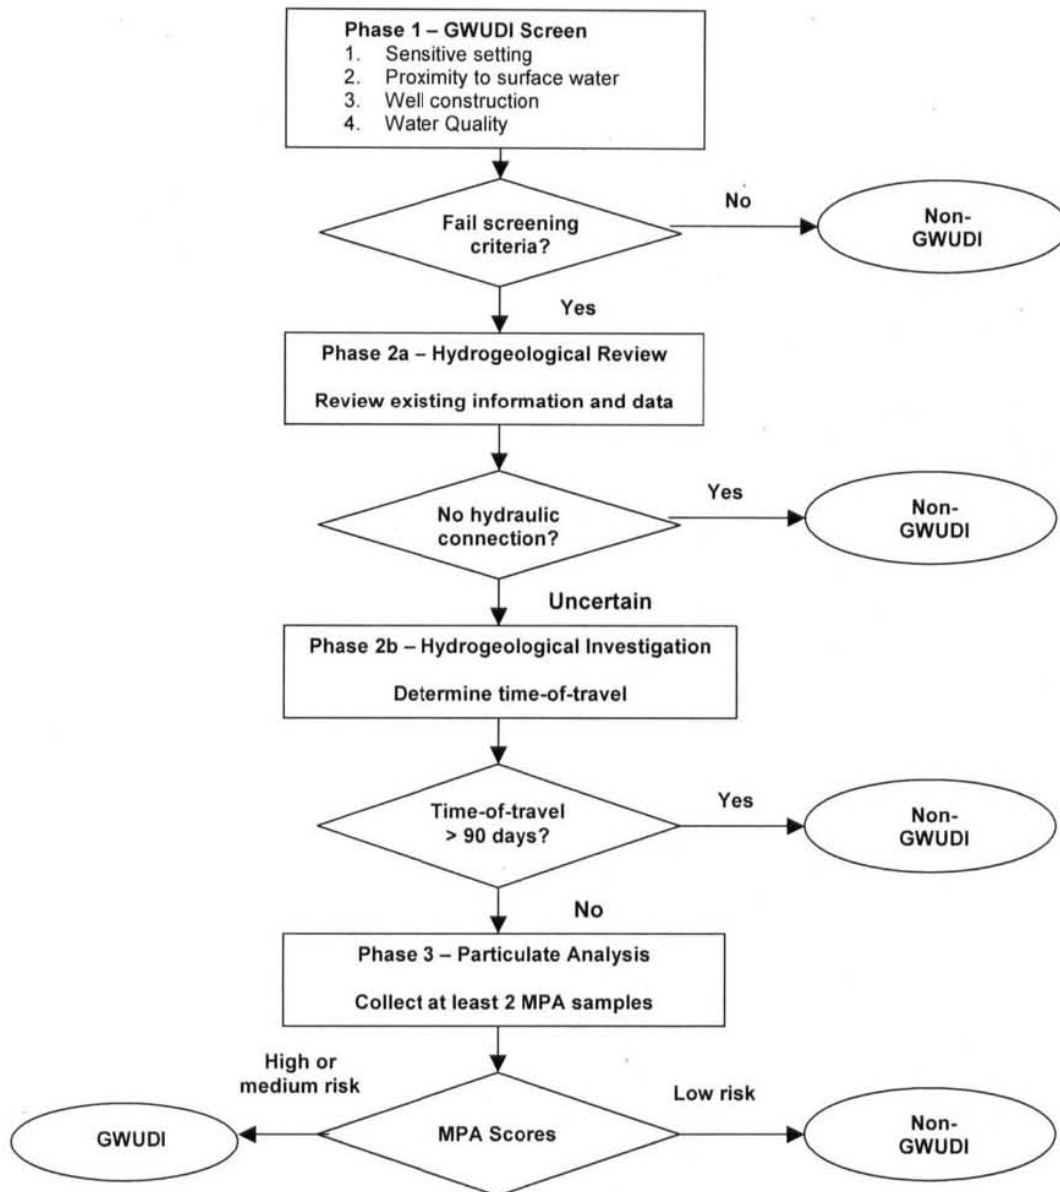 Phase 1 – GWUDI Screen
1. Sensitive setting
2. Proximity to surface water
3. Well construction
4. Water Quality
Fail screening
criteria?
No
Non-
GWUDI
Yes
Phase 2a – Hydrogeological Review
Review existing information and data
No hydraulic
connection?
Yes
Non-
GWUDI
Uncertain
Phase 2b – Hydrogeological Investigation
Determine time-of-travel
Time-of-travel
> 90 days?
Yes
Non-
GWUDI
No
Phase 3 – Particulate Analysis
Collect at least 2 MPA samples
High or
medium risk
Low risk
GWUDI
MPA Scores
Non-
GWUDI